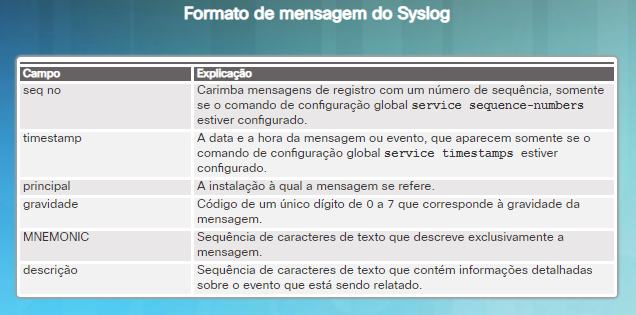 Formato de mensagem do Syslog
Campo Explicação
seq no Carimba mensagens de registro com um número de sequência, somente
se o comando de configuração global service sequence-numbers
estiver configurado.
timestamp A data e a hora da mensagem ou evento, que aparecem somente se o
comando de configuração global service timestamps estiver
configurado.
principal A instalação à qual a mensagem se refere.
gravidade Código de um único dígito de 0 a 7 que corresponde à gravidade da
mensagem.
MNEMONIC Sequência de caracteres de texto que descreve exclusivamente a
mensagem.
descrição Sequência de caracteres de texto que contém informações detalhadas
sobre o evento que está sendo relatado.